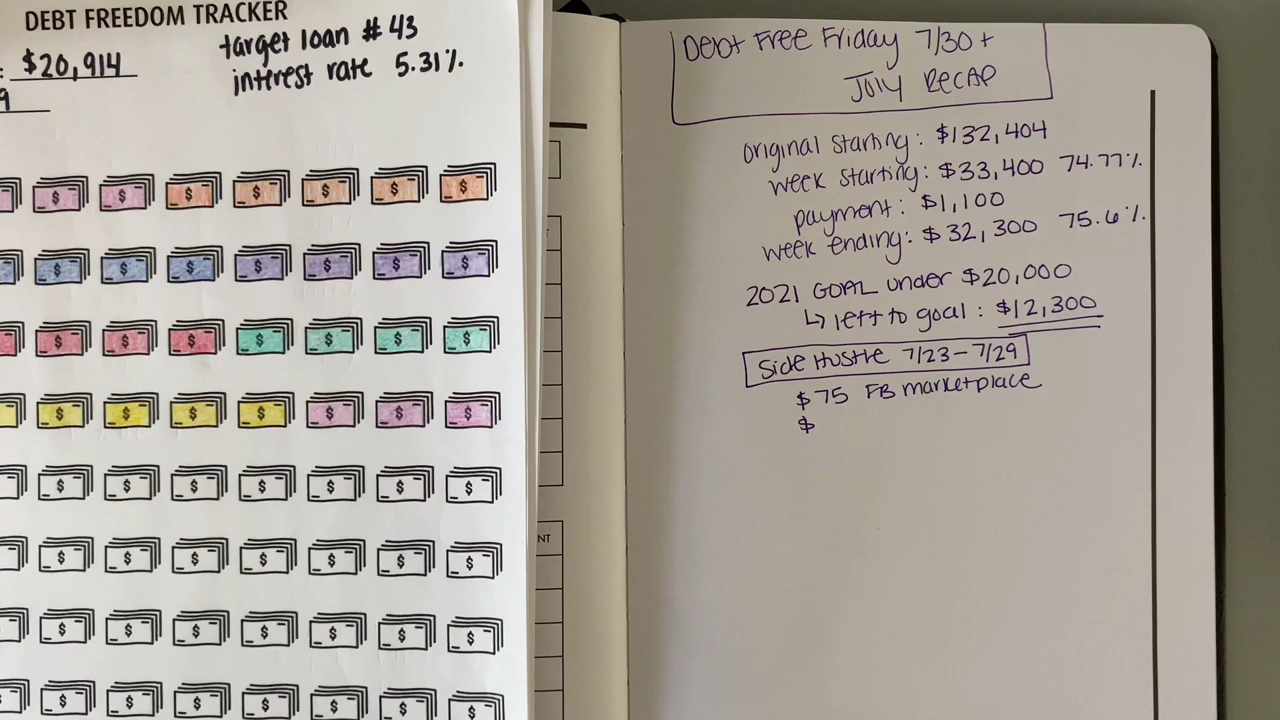 DEBT FREEDOM TRACKER
: $20,914
9
target loan # 43
interest rate 5.31%.
NT
Debt Free Friday 7/30 +
July RECAP
original starting: $132,404
week starting: $33,400 74.77%.
payment: $1,100
week ending: $32,300 75.6%.
2021 GOAL under $20,000
↳ left to goal: $12,300
Side Hustle 7/23-7/29
$75 FB marketplace
$